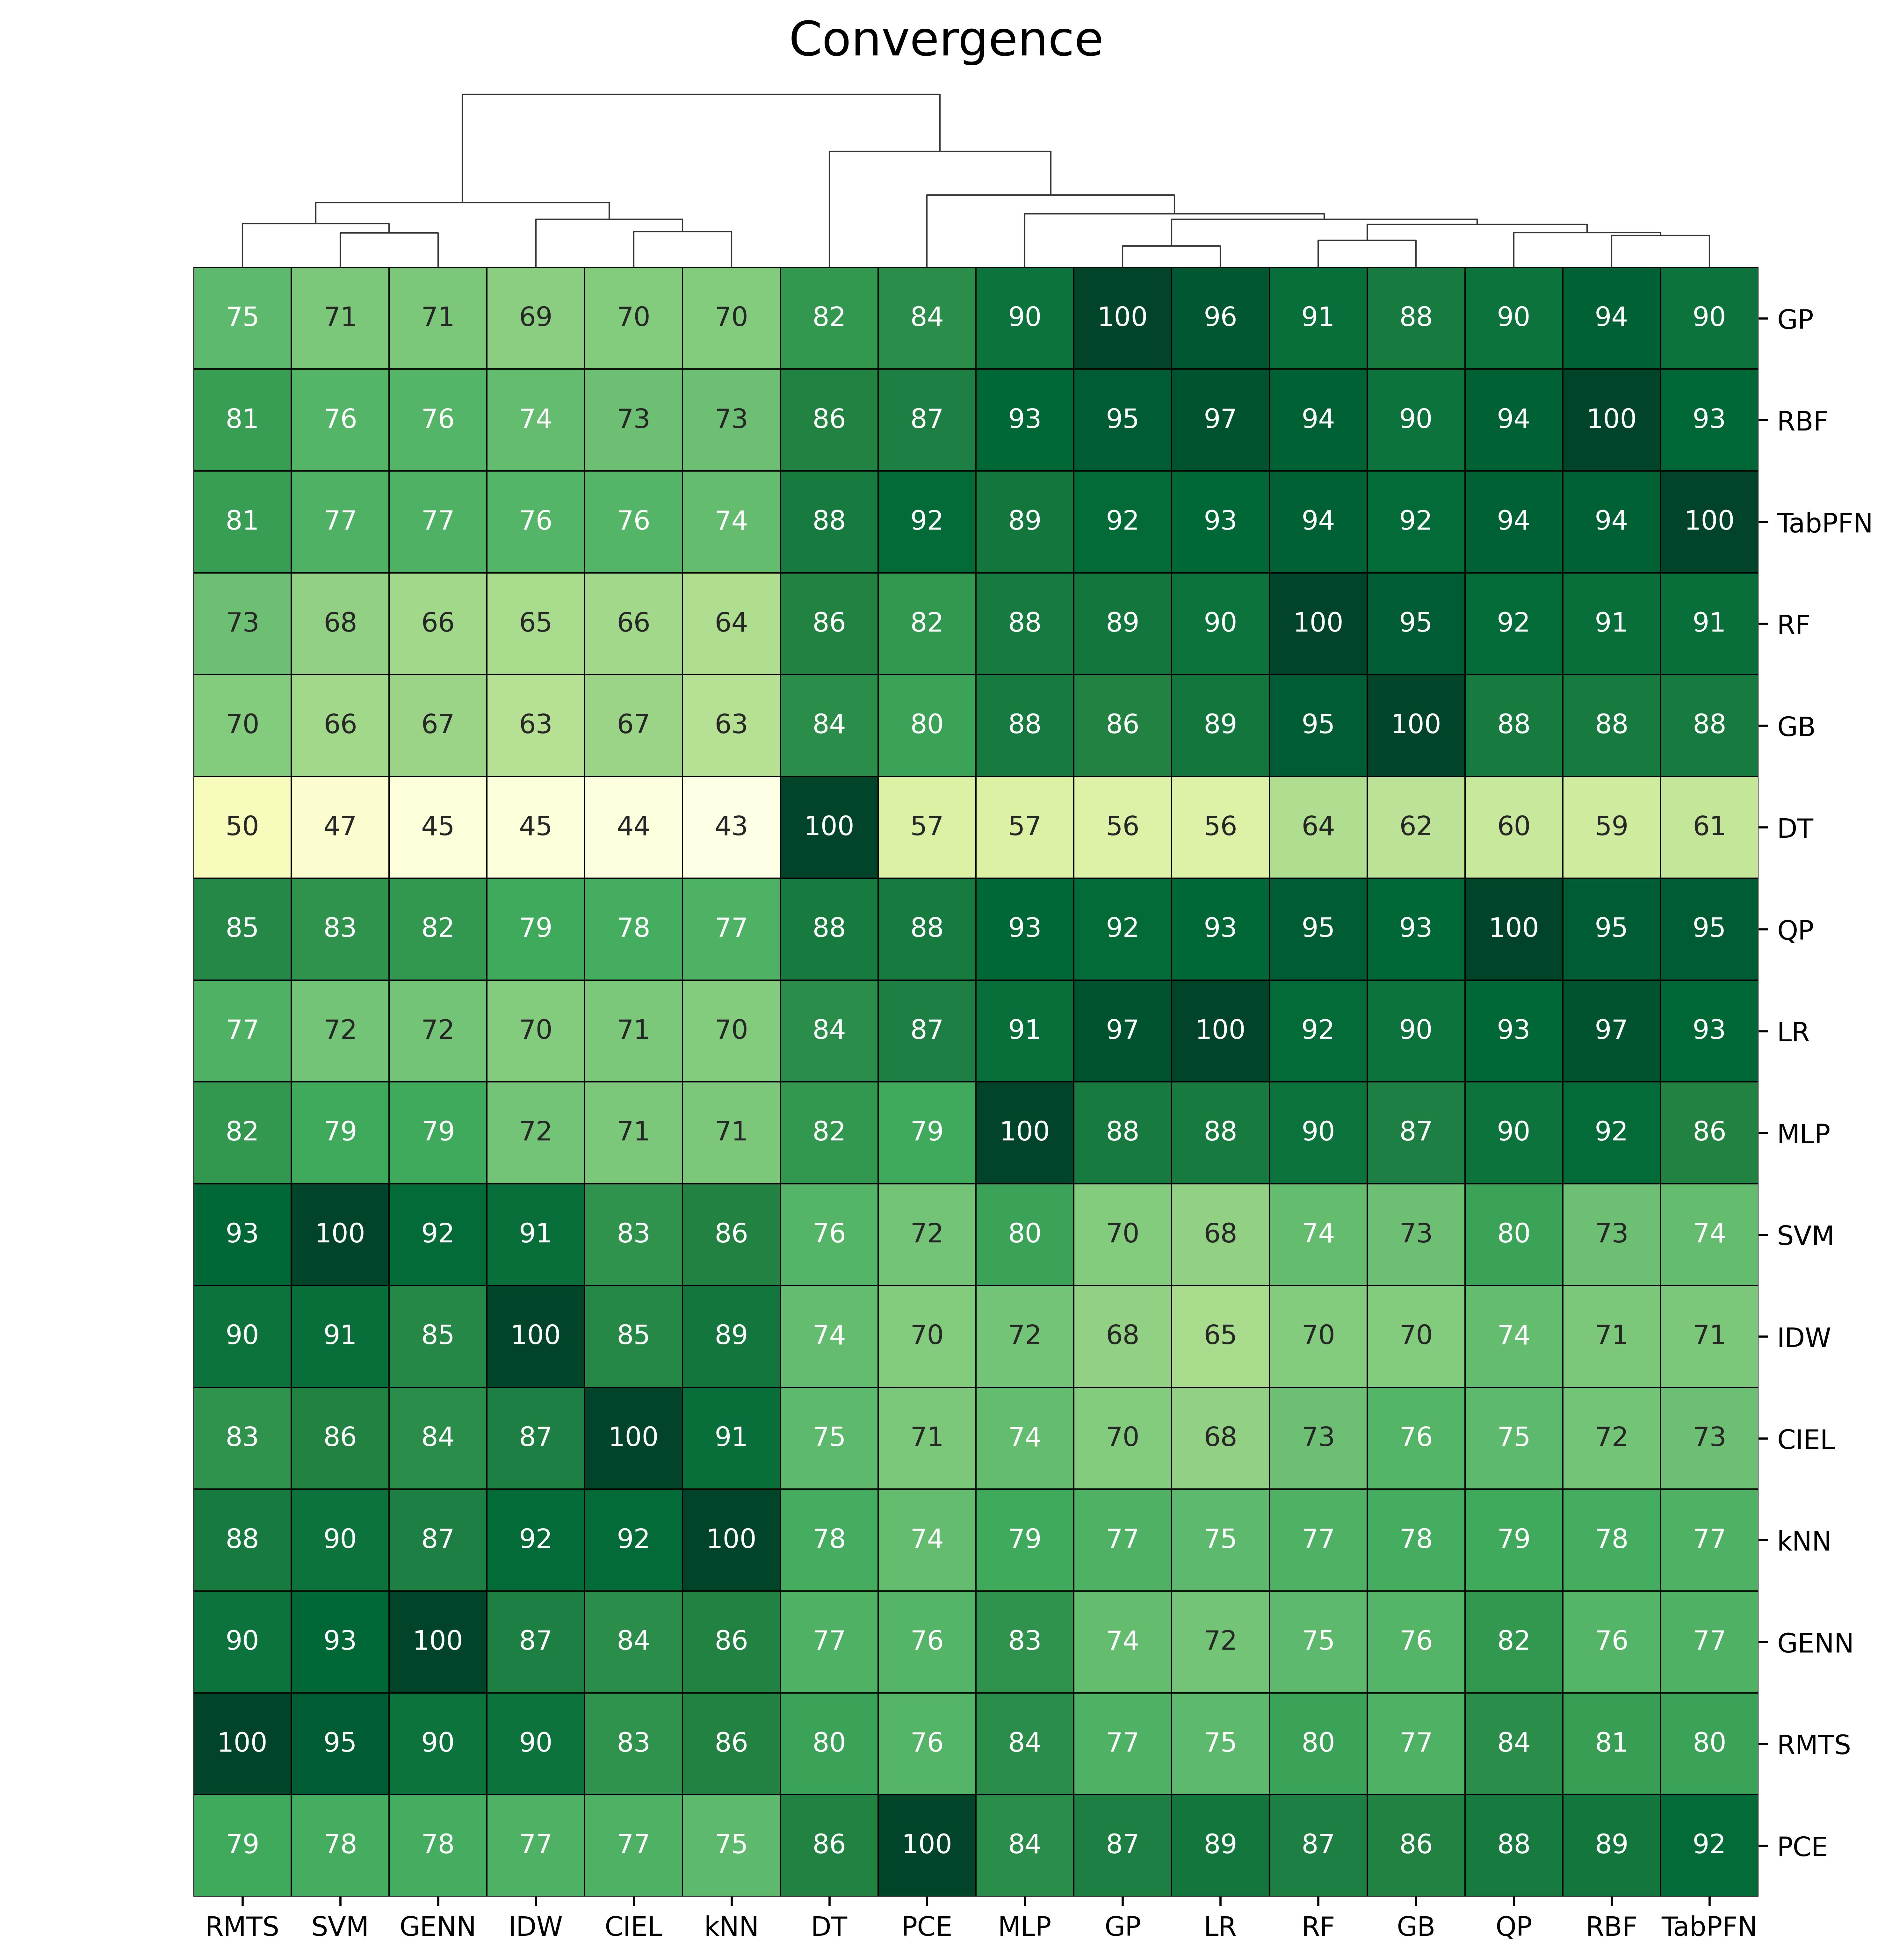 Convergence
75 71 71 69 70 70 82 84 90 100 96 91 88 90 94 90 GP
81 76 76 74 73 73 86 87 93 95 97 94 90 94 100 93 RBF
81 77 77 76 76 74 88 92 89 92 93 94 92 94 94 100 TabPFN
73 68 66 65 66 64 86 82 88 89 90 100 95 92 91 91 RF
70 66 67 63 67 63 84 80 88 86 89 95 100 88 88 88 GB
50 47 45 45 44 43 100 57 57 56 56 64 62 60 59 61 DT
85 83 82 79 78 77 88 88 93 92 93 95 93 100 95 95 QP
77 72 72 70 71 70 84 87 91 97 100 92 90 93 97 93 LR
82 79 79 72 71 71 82 79 100 88 88 90 87 90 92 86 MLP
93 100 92 91 83 86 76 72 80 70 68 74 73 80 73 74 SVM
90 91 85 100 85 89 74 70 72 68 65 70 70 74 71 71 IDW
83 86 84 87 100 91 75 71 74 70 68 73 76 75 72 73 CIEL
88 90 87 92 92 100 78 74 79 77 75 77 78 79 78 77 kNN
90 93 100 87 84 86 77 76 83 74 72 75 76 82 76 77 GENN
100 95 90 90 83 86 80 76 84 77 75 80 77 84 81 80 RMTS
79 78 78 77 77 75 86 100 84 87 89 87 86 88 89 92 PCE
RMTS SVM GENN IDW CIEL kNN DT PCE MLP GP LR RF GB QP RBF TabPFN